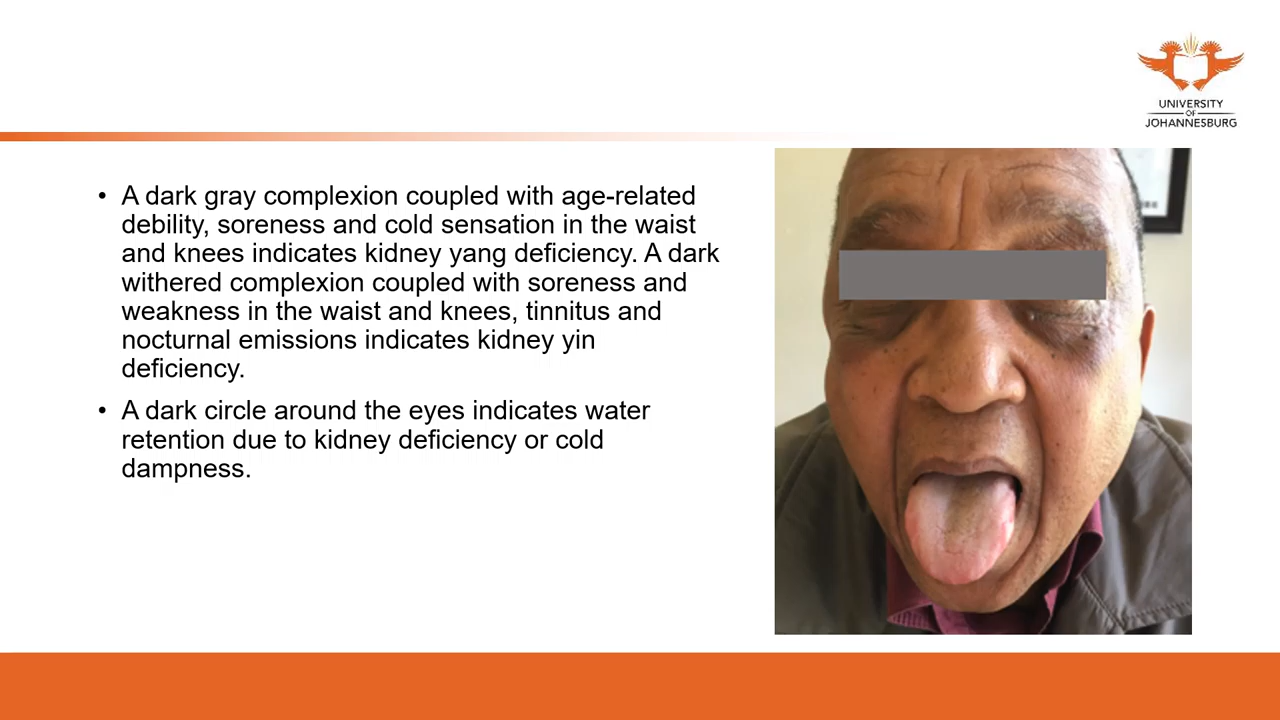 UNIVERSITY
OF
JOHANNESBURG
• A dark gray complexion coupled with age-related
debility, soreness and cold sensation in the waist
and knees indicates kidney yang deficiency. A dark
withered complexion coupled with soreness and
weakness in the waist and knees, tinnitus and
nocturnal emissions indicates kidney yin
deficiency.
• A dark circle around the eyes indicates water
retention due to kidney deficiency or cold
dampness.